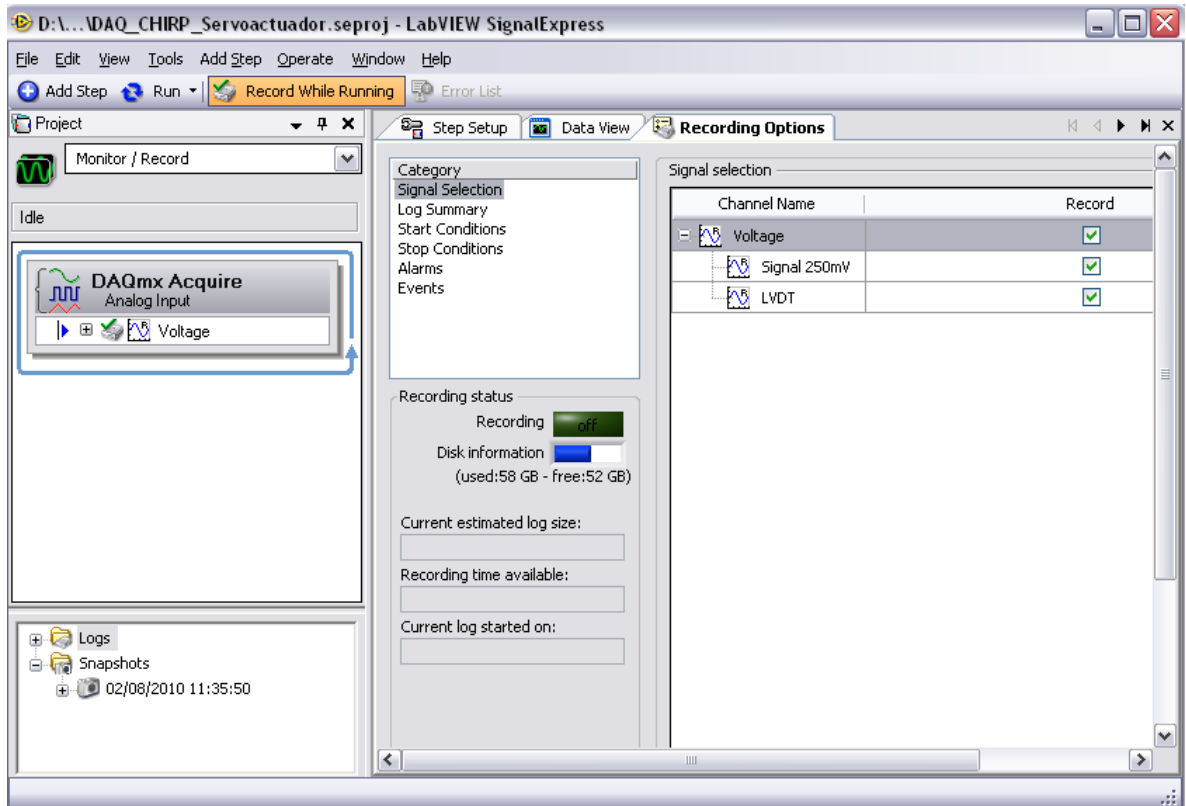 D:\...\DAQ_CHIRP_Servoactuador.seproj - LabVIEW SignalExpress
File Edit View Tools Add Step Operate Window Help
Add Step Run Record While Running Error List
Project
Monitor / Record
Idle
DAQmx Acquire
Analog Input
Voltage
Logs
Snapshots
02/08/2010 11:35:50
Step Setup Data View Recording Options
Category
Signal Selection
Log Summary
Start Conditions
Stop Conditions
Alarms
Events
Recording status
Recording off
Disk information
(used:58 GB - free:52 GB)
Current estimated log size:
Recording time available:
Current log started on:
Signal selection
Channel Name Record
Voltage
Signal 250mV
LVDT